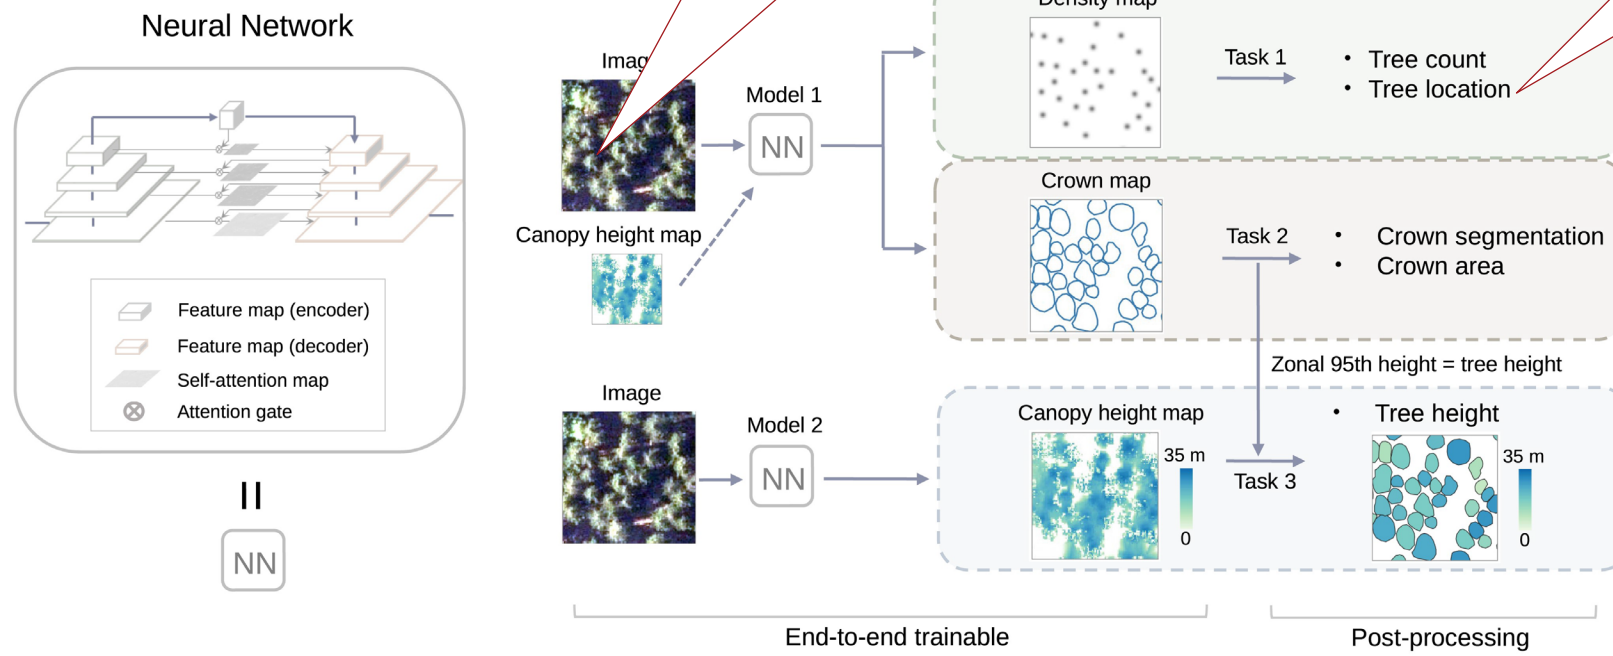 Neural Network
Feature map (encoder)
Feature map (decoder)
Self-attention map
Attention gate
NN
Imag
Canopy height map
Model 1
NN
Density map
Task 1
• Tree count
• Tree location
Crown map
Task 2
• Crown segmentation
• Crown area
Zonal 95th height = tree height
Image
Model 2
NN
Canopy height map
35 m
0
Task 3
• Tree height
35 m
0
End-to-end trainable
Post-processing